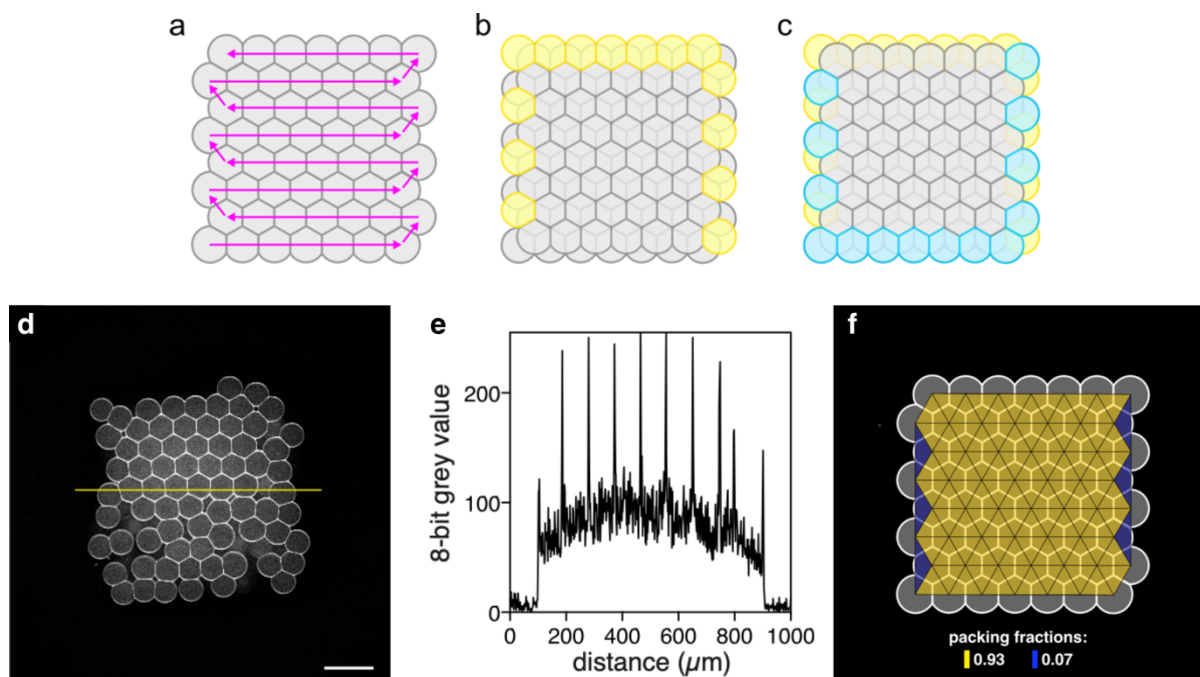 a
b
c
d
e
f
8-bit grey value
200
100
0
0 200 400 600 800 1000
distance (µm)
packing fractions:
0.93 0.07